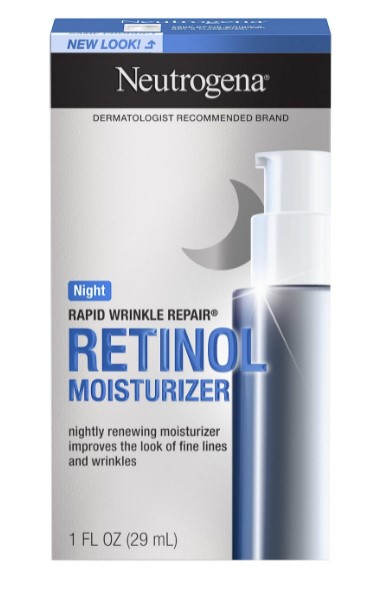 NEW LOOK!
Neutrogena®
DERMATOLOGIST RECOMMENDED BRAND
Night
RAPID WRINKLE REPAIR®
RETINOL
MOISTURIZER
nightly renewing moisturizer
improves the look of fine lines
and wrinkles
1 FL OZ (29 mL)